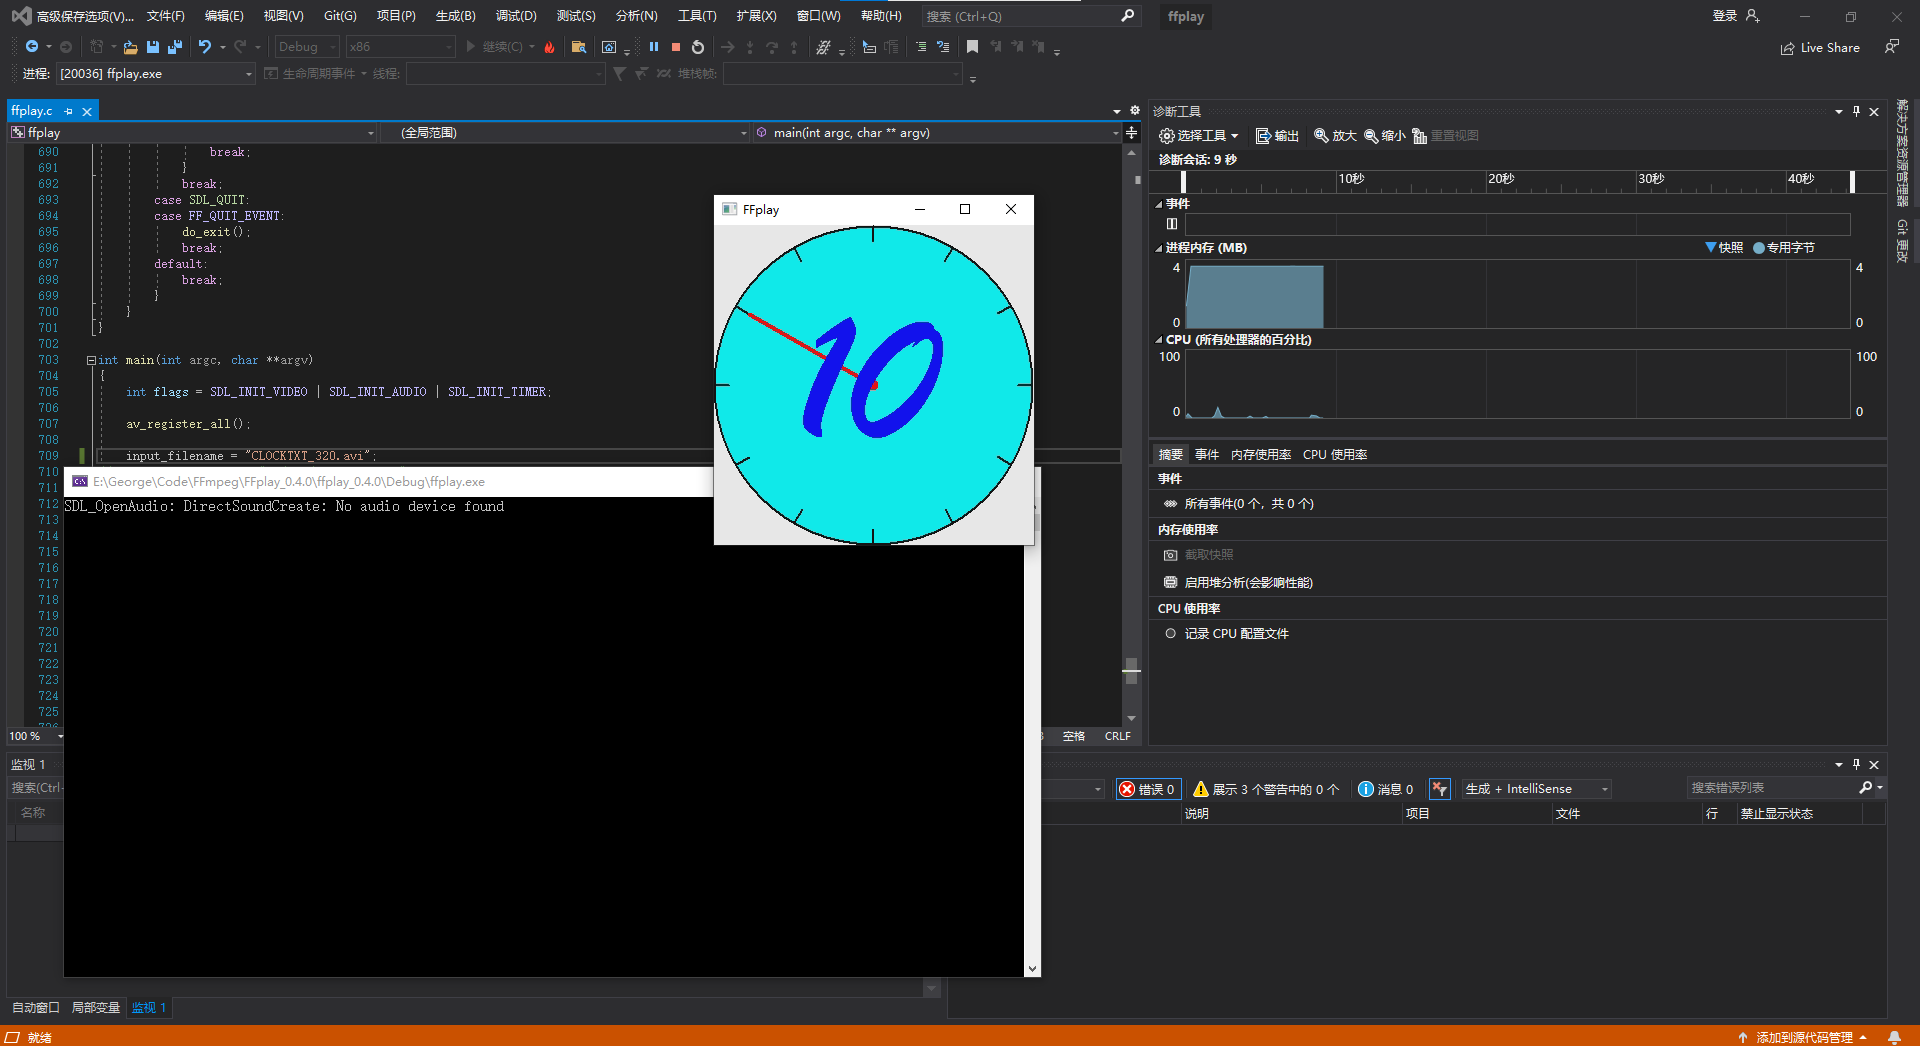 高级保存选项(V)... 文件(F) 编辑(E) 视图(V) Git(G) 项目(P) 生成(B) 调试(D) 测试(S) 分析(N) 工具(T) 扩展(X) 窗口(W) 帮助(H) 搜索 (Ctrl+Q) ffplay 登录
Debug x86 继续(C) Live Share
进程: [20036] ffplay.exe 生命周期事件 线程: 堆栈帧:
ffplay.c
ffplay (全局范围) main(int argc, char ** argv)
690 break;
691 }
692 break;
693 case SDL_QUIT:
694 case FF_QUIT_EVENT:
695 do_exit();
696 break;
697 default:
698 break;
699 }
700 }
701 }
702
703 int main(int argc, char **argv)
704 {
705 int flags = SDL_INIT_VIDEO | SDL_INIT_AUDIO | SDL_INIT_TIMER;
706
707 av_register_all();
708
709 input_filename = "CLOCKTXT_320.avi";
710
711
712
713
714
715
716
717
718
719
720
721
722
723
724
725
100 %
空格 CRLF
FFplay
10
E:\George\Code\FFmpeg\FFplay_0.4.0\ffplay_0.4.0\Debug\ffplay.exe
SDL_OpenAudio: DirectSoundCreate: No audio device found
诊断工具
选择工具 输出 放大 缩小 重置视图
诊断会话: 9 秒
10秒 20秒 30秒 40秒
事件
进程内存 (MB) 快照 专用字节
4 4
0 0
CPU (所有处理器的百分比)
100 100
0 0
摘要 事件 内存使用率 CPU 使用率
事件
所有事件(0 个，共 0 个)
内存使用率
截取快照
启用堆分析(会影响性能)
CPU 使用率
记录 CPU 配置文件
解决方案资源管理器
Git 更改
监视 1
搜索(Ctrl-
名称
错误 0 展示 3 个警告中的 0 个 消息 0 生成 + IntelliSense 搜索错误列表
说明 项目 文件 行 禁止显示状态
自动窗口 局部变量 监视 1
就绪 添加到源代码管理